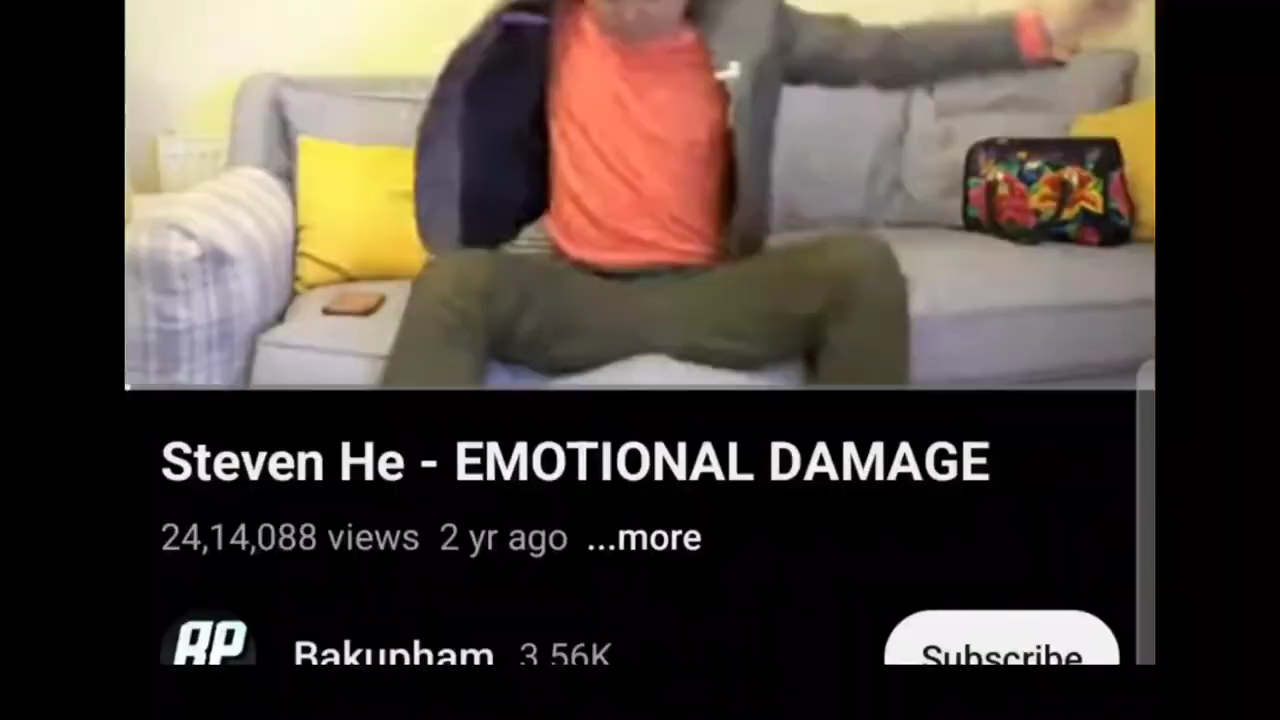 Steven He - EMOTIONAL DAMAGE
24,14,088 views 2 yr ago ...more
RP
Bakupham 3.56K Subscribe